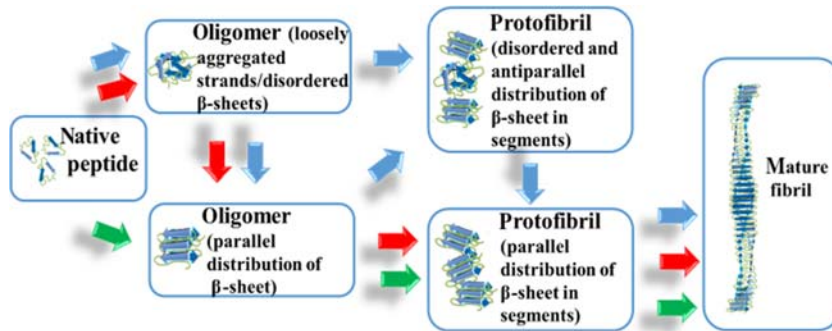 Native
peptide
Oligomer (loosely
aggregated
strands/disordered
β-sheets)
Oligomer
(parallel
distribution of
β-sheet)
Protofibril
(disordered and
antiparallel
distribution of
β-sheet in
segments)
Protofibril
(parallel
distribution of
β-sheet in
segments)
Mature
fibril